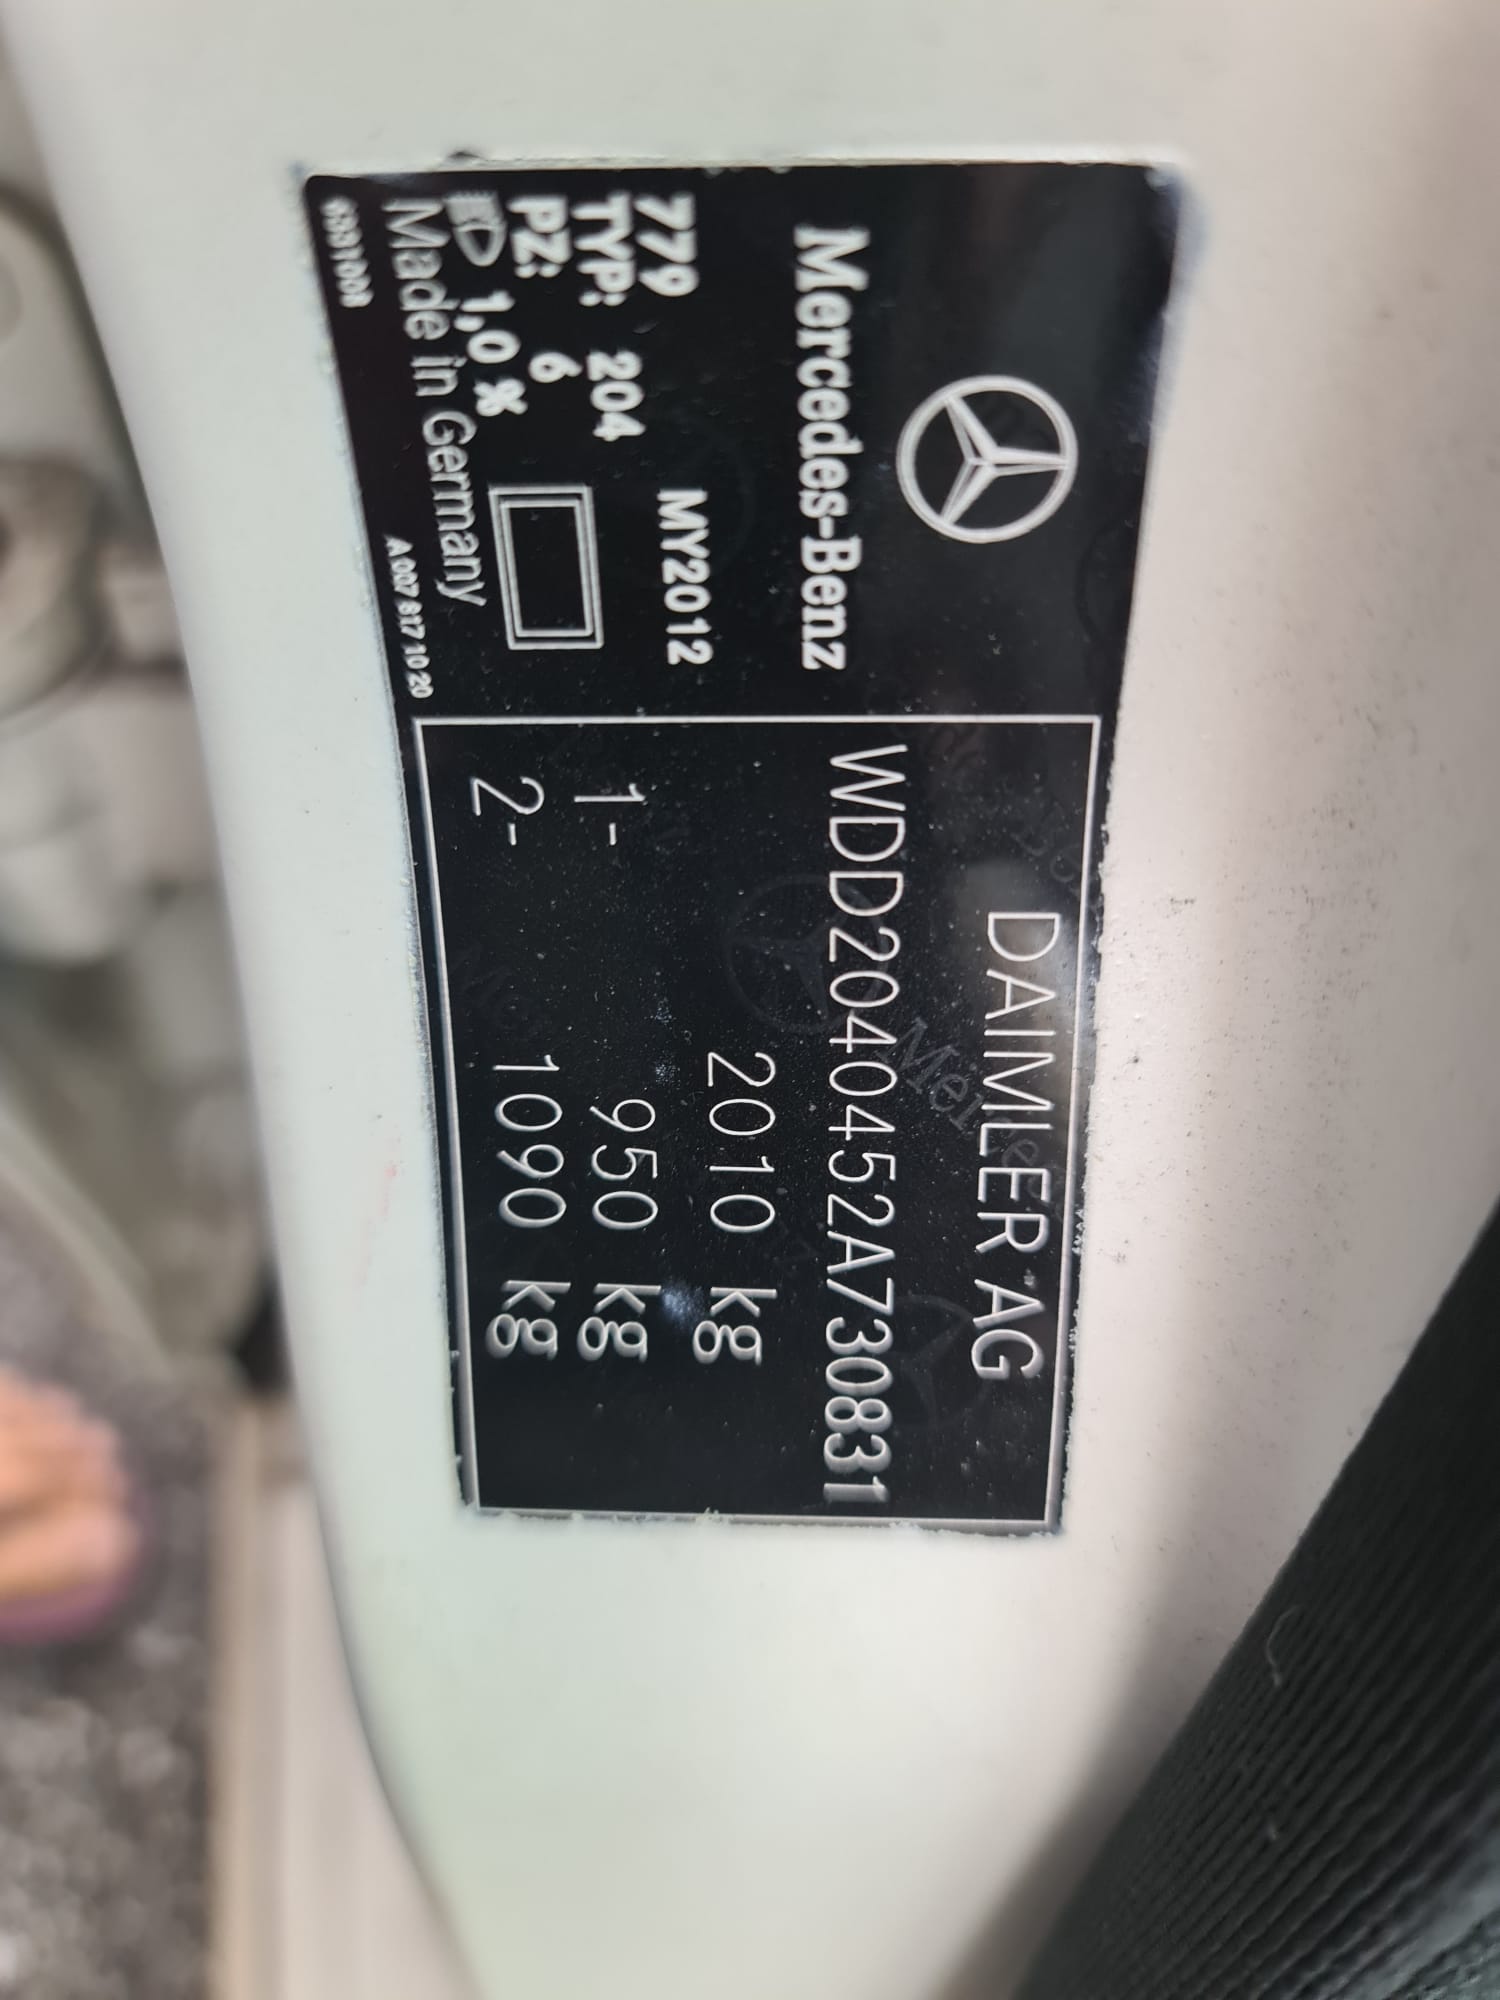 Mercedes-Benz
779 MY2012
TYP: 204
PZ: 6
1,0 %
Made in Germany
A 007 817 10 20
DAIMLER AG
WDD2040452A730831
2010 kg
1- 950 kg
2- 1090 kg